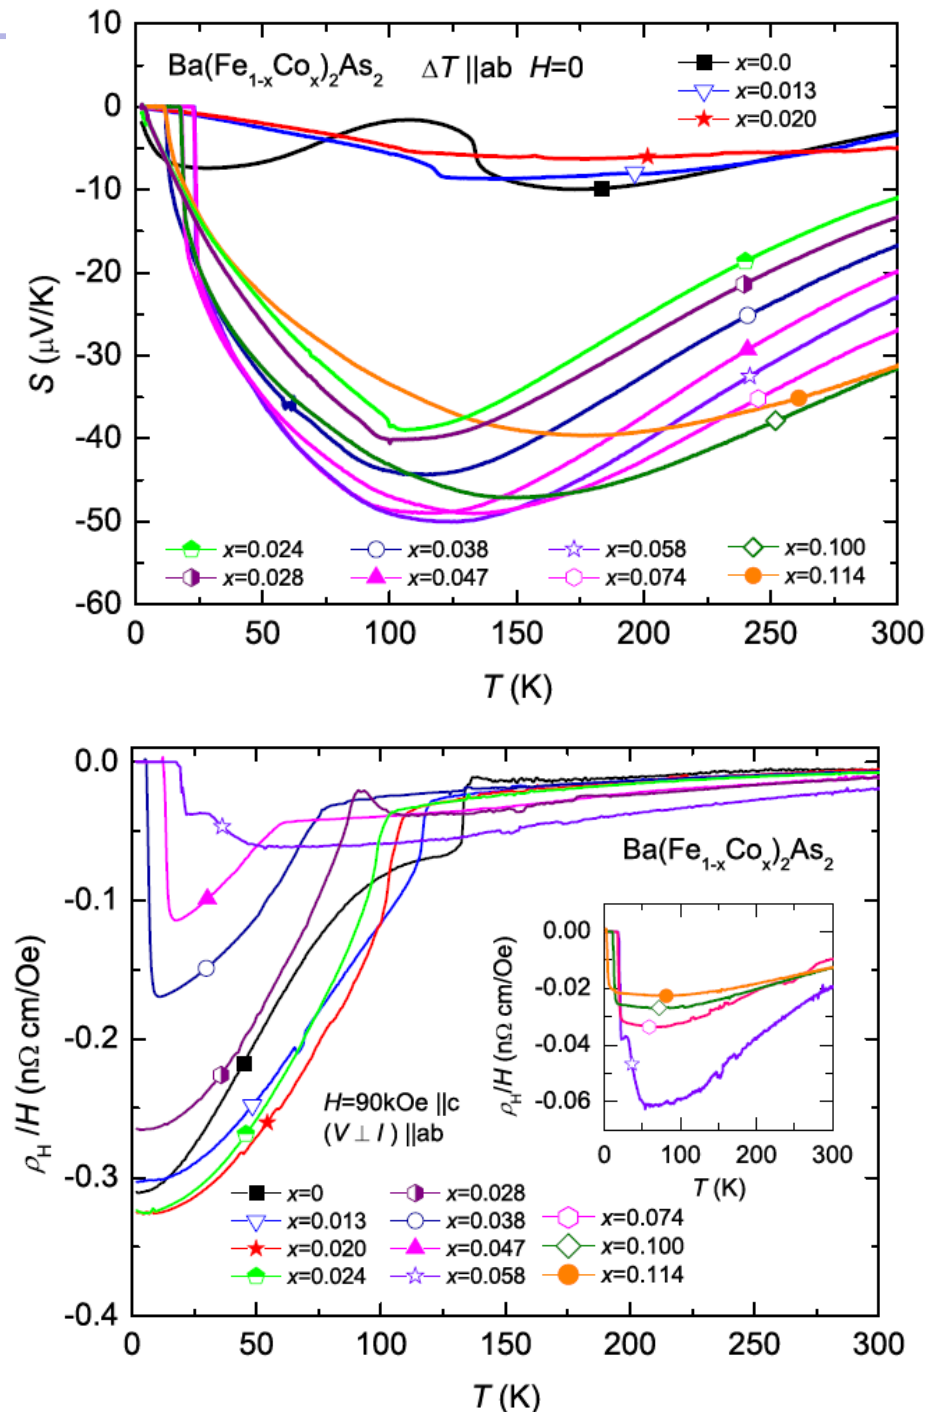 10
0
-10
-20
-30
-40
-50
-60
S (μV/K)
Ba(Fe1-xCox)2As2 ΔT ||ab H=0
x=0.0
x=0.013
x=0.020
x=0.024 x=0.038 x=0.058 x=0.100
x=0.028 x=0.047 x=0.074 x=0.114
0 50 100 150 200 250 300
T (K)
0.0
-0.1
-0.2
-0.3
-0.4
ρH/H (nΩ cm/Oe)
Ba(Fe1-xCox)2As2
0.00
-0.02
-0.04
-0.06
ρH/H (nΩ cm/Oe)
0 100 200 300
T (K)
H=90kOe ||c
(V ⊥ I ) ||ab
x=0 x=0.028
x=0.013 x=0.038 x=0.074
x=0.020 x=0.047 x=0.100
x=0.024 x=0.058 x=0.114
0 50 100 150 200 250 300
T (K)